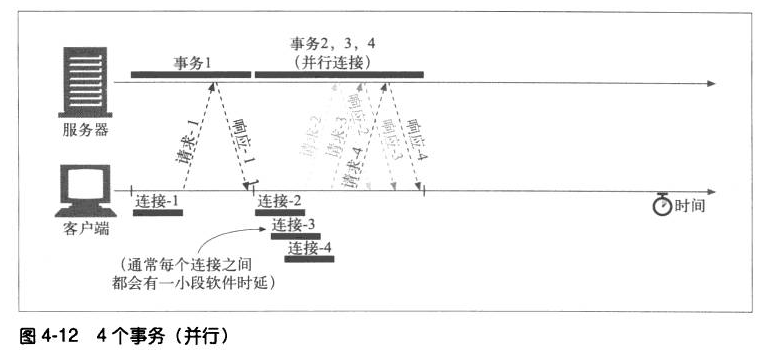 事务1
事务2，3，4
（并行连接）
服务器
请求-1
响应-1
请求-2
请求-3
响应-2
请求-4
响应-3
响应-4
连接-1
连接-2
时间
客户端
连接-3
连接-4
（通常每个连接之间
都会有一小段软件时延）
图 4-12 4 个事务（并行）